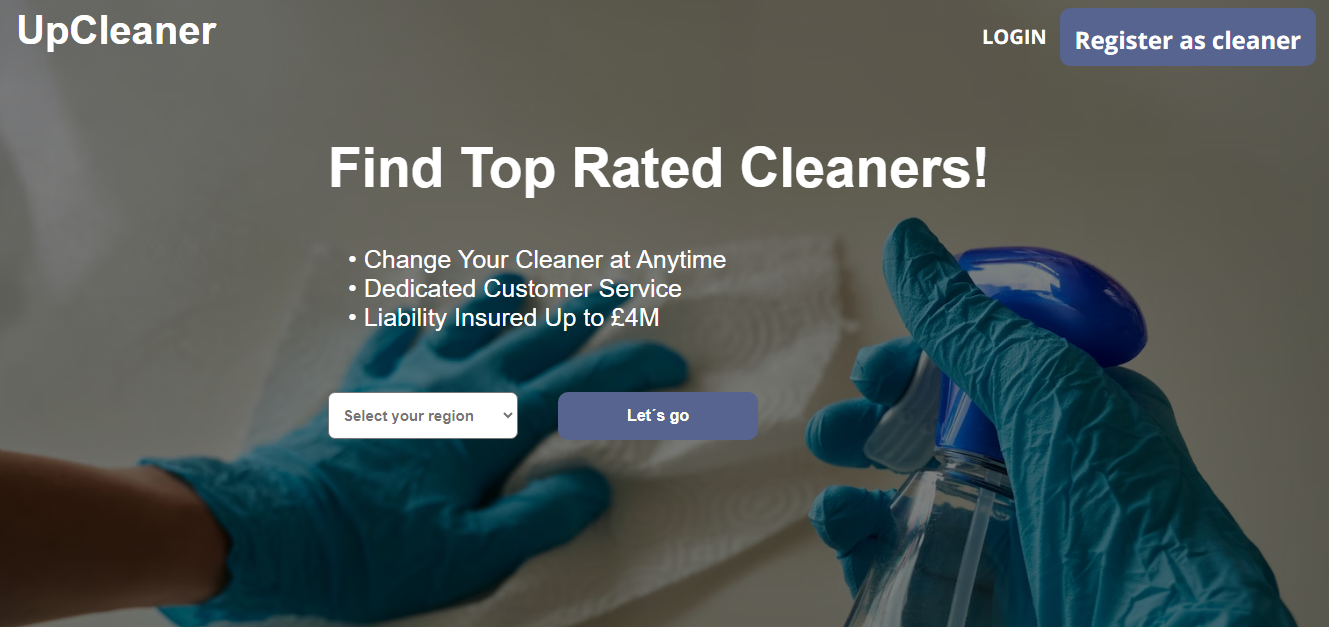 UpCleaner
LOGIN
Register as cleaner
Find Top Rated Cleaners!
• Change Your Cleaner at Anytime
• Dedicated Customer Service
• Liability Insured Up to £4M
Select your region
Let´s go